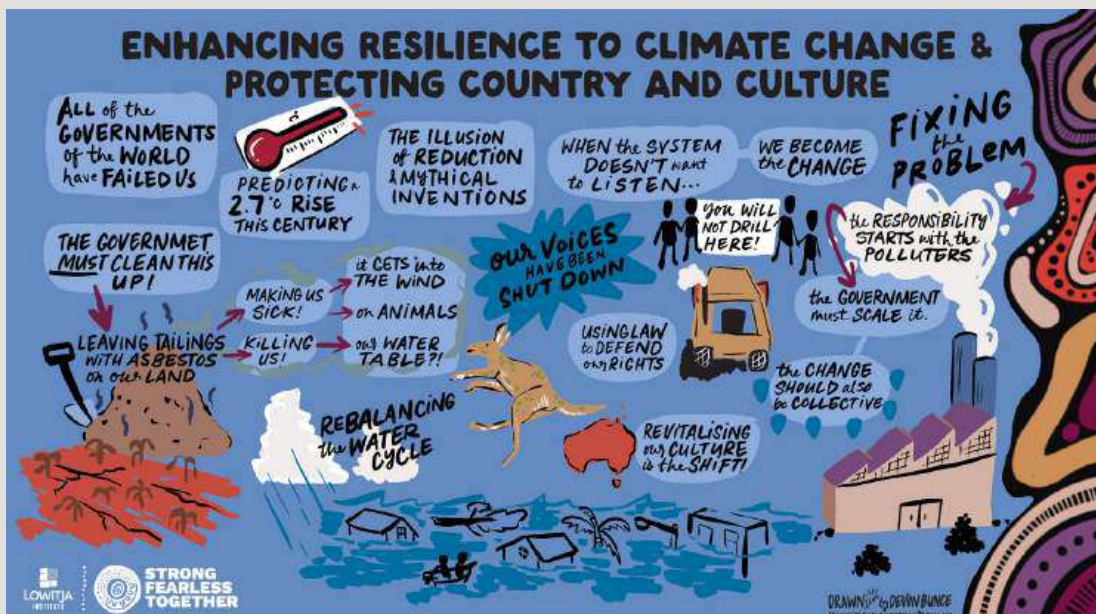 ENHANCING RESILIENCE TO CLIMATE CHANGE &
PROTECTING COUNTRY AND CULTURE
ALL of the
GOVERNMENTS
of the WORLD
have FAILED US
PREDICTING a
2.7°C RISE
THIS CENTURY
THE ILLUSION
of REDUCTION
& MYTHICAL
INVENTIONS
WHEN the SYSTEM
DOESN'T want
to LISTEN...
WE BECOME
the CHANGE
FIXING
the
PROBLEM
THE GOVERNMET
MUST CLEAN THIS
UP!
LEAVING TAILINGS
with ASBESTOS
on our LAND
MAKING US
SICK!
KILLING
US!
it GETS into
THE WIND
on ANIMALS
our WATER
TABLE?!
OUR VOICES
HAVE BEEN
SHUT DOWN
YOU WILL
NOT DRILL
HERE!
the RESPONSIBILITY
STARTS with the
POLLUTERS
the GOVERNMENT
must SCALE it.
the CHANGE
SHOULD also
be COLLECTIVE
USING LAW
to DEFEND
our RIGHTS
REBALANCING
the WATER
CYCLE
REVITALISING
our CULTURE
is the SHIFT!
LOWITJA
INSTITUTE
STRONG
FEARLESS
TOGETHER
DRAWN live by DEVON BUNCE